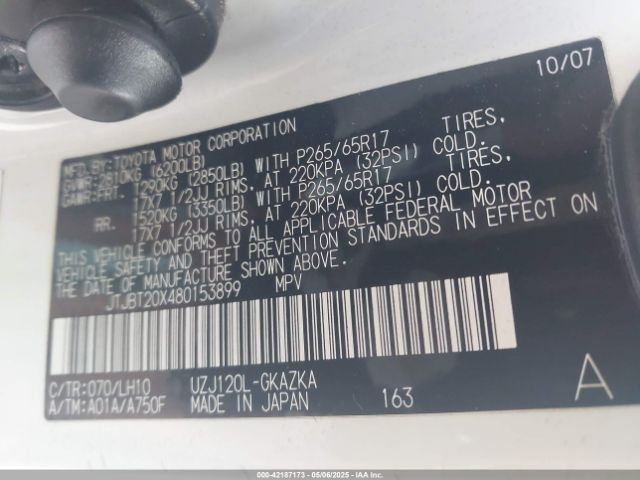 10/07
MFD.BY:TOYOTA MOTOR CORPORATION
GVWR:2810KG (6200LB)
GAWR:FRT. 1290KG (2850LB) WITH P265/65R17 TIRES,
17X7 1/2JJ RIMS, AT 220KPA (32PSI) COLD.
RR. 1520KG (3350LB) WITH P265/65R17 TIRES,
17X7 1/2JJ RIMS, AT 220KPA (32PSI) COLD.
THIS VEHICLE CONFORMS TO ALL APPLICABLE FEDERAL MOTOR
VEHICLE SAFETY AND THEFT PREVENTION STANDARDS IN EFFECT ON
THE DATE OF MANUFACTURE SHOWN ABOVE.
JTJBT20X480153899 MPV
C/TR:070/LH10 UZJ120L-GKAZKA
A/TM:A01A/A750F MADE IN JAPAN 163 A
000-42187173 - 05/06/2025 - IAA Inc.